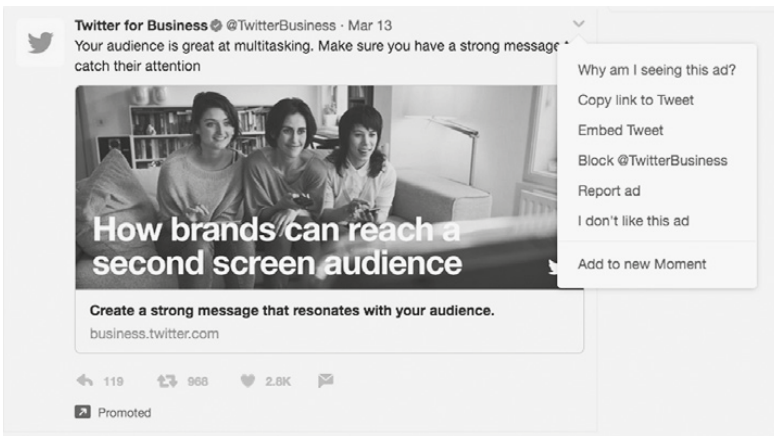 Twitter for Business @TwitterBusiness · Mar 13
Your audience is great at multitasking. Make sure you have a strong message
catch their attention
How brands can reach a
second screen audience
Create a strong message that resonates with your audience.
business.twitter.com
119 968 2.8K
Promoted
Why am I seeing this ad?
Copy link to Tweet
Embed Tweet
Block @TwitterBusiness
Report ad
I don't like this ad
Add to new Moment